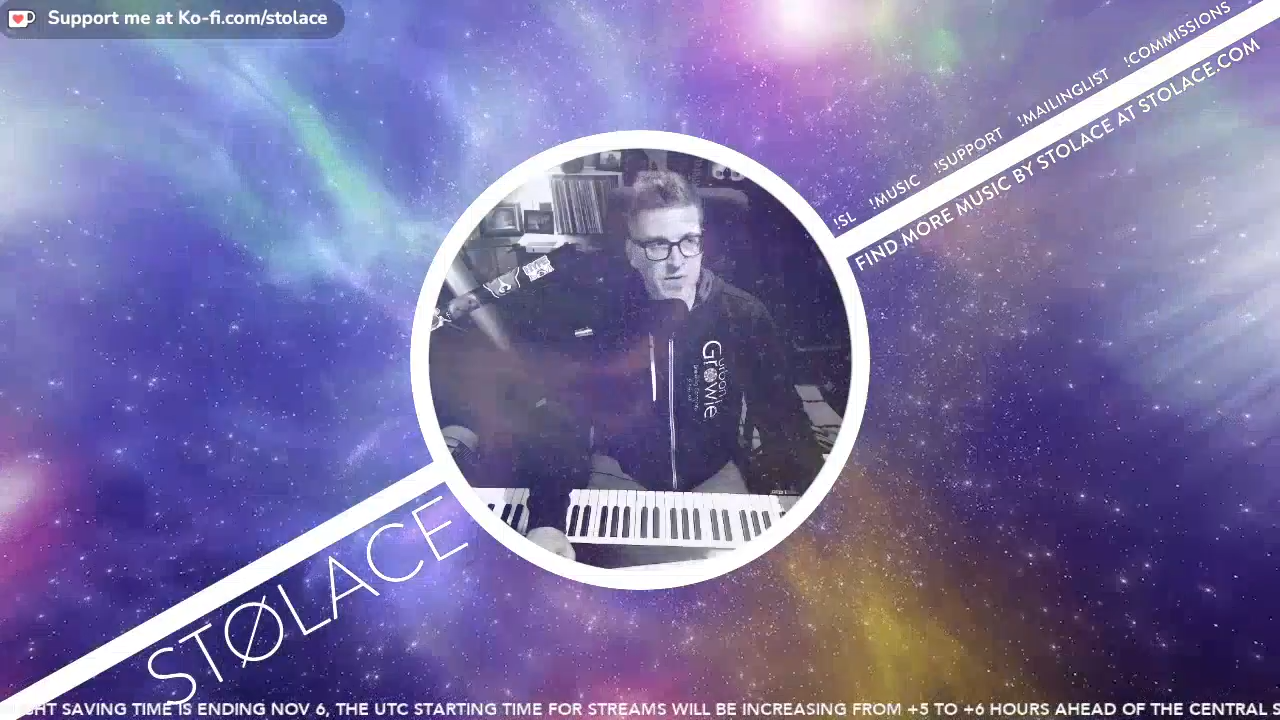 Support me at Ko-fi.com/stolace
!SL !MUSIC !SUPPORT !MAILINGLIST !COMMISSIONS
FIND MORE MUSIC BY STOLACE AT STOLACE.COM
Urban
Growle
STØLACE
SAVING TIME IS ENDING NOV 6, THE UTC STARTING TIME FOR STREAMS WILL BE INCREASING FROM +5 TO +6 HOURS AHEAD OF THE CENTRAL S